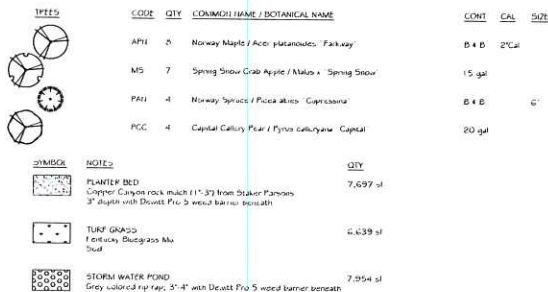 TREES CODE QTY COMMON NAME / BOTANICAL NAME CONT CAL SIZE
APN Norway Maple / Acer platanoides `Parkway` B & B 2"Cal
MS 7 Spring Snow Crab Apple / Malus x `Spring Snow` 15 gal
PAN 4 Norway Spruce / Picea abies `Cupressina` B & B 6`
PCC 4 Capital Callery Pear / Pyrus calleryana `Capital` 20 gal
SYMBOL NOTES QTY
PLANTER BED 7,697 sf
Copper Canyon rock mulch (1"-3") from Staker Parsons
3" depth with Dewitt Pro 5 weed barrier beneath
TURF GRASS 6,639 sf
Kentucky Bluegrass Mix
Sod
STORM WATER POND 7,954 sf
Grey colored rip rap, 3"-4" with Dewitt Pro 5 weed barrier beneath